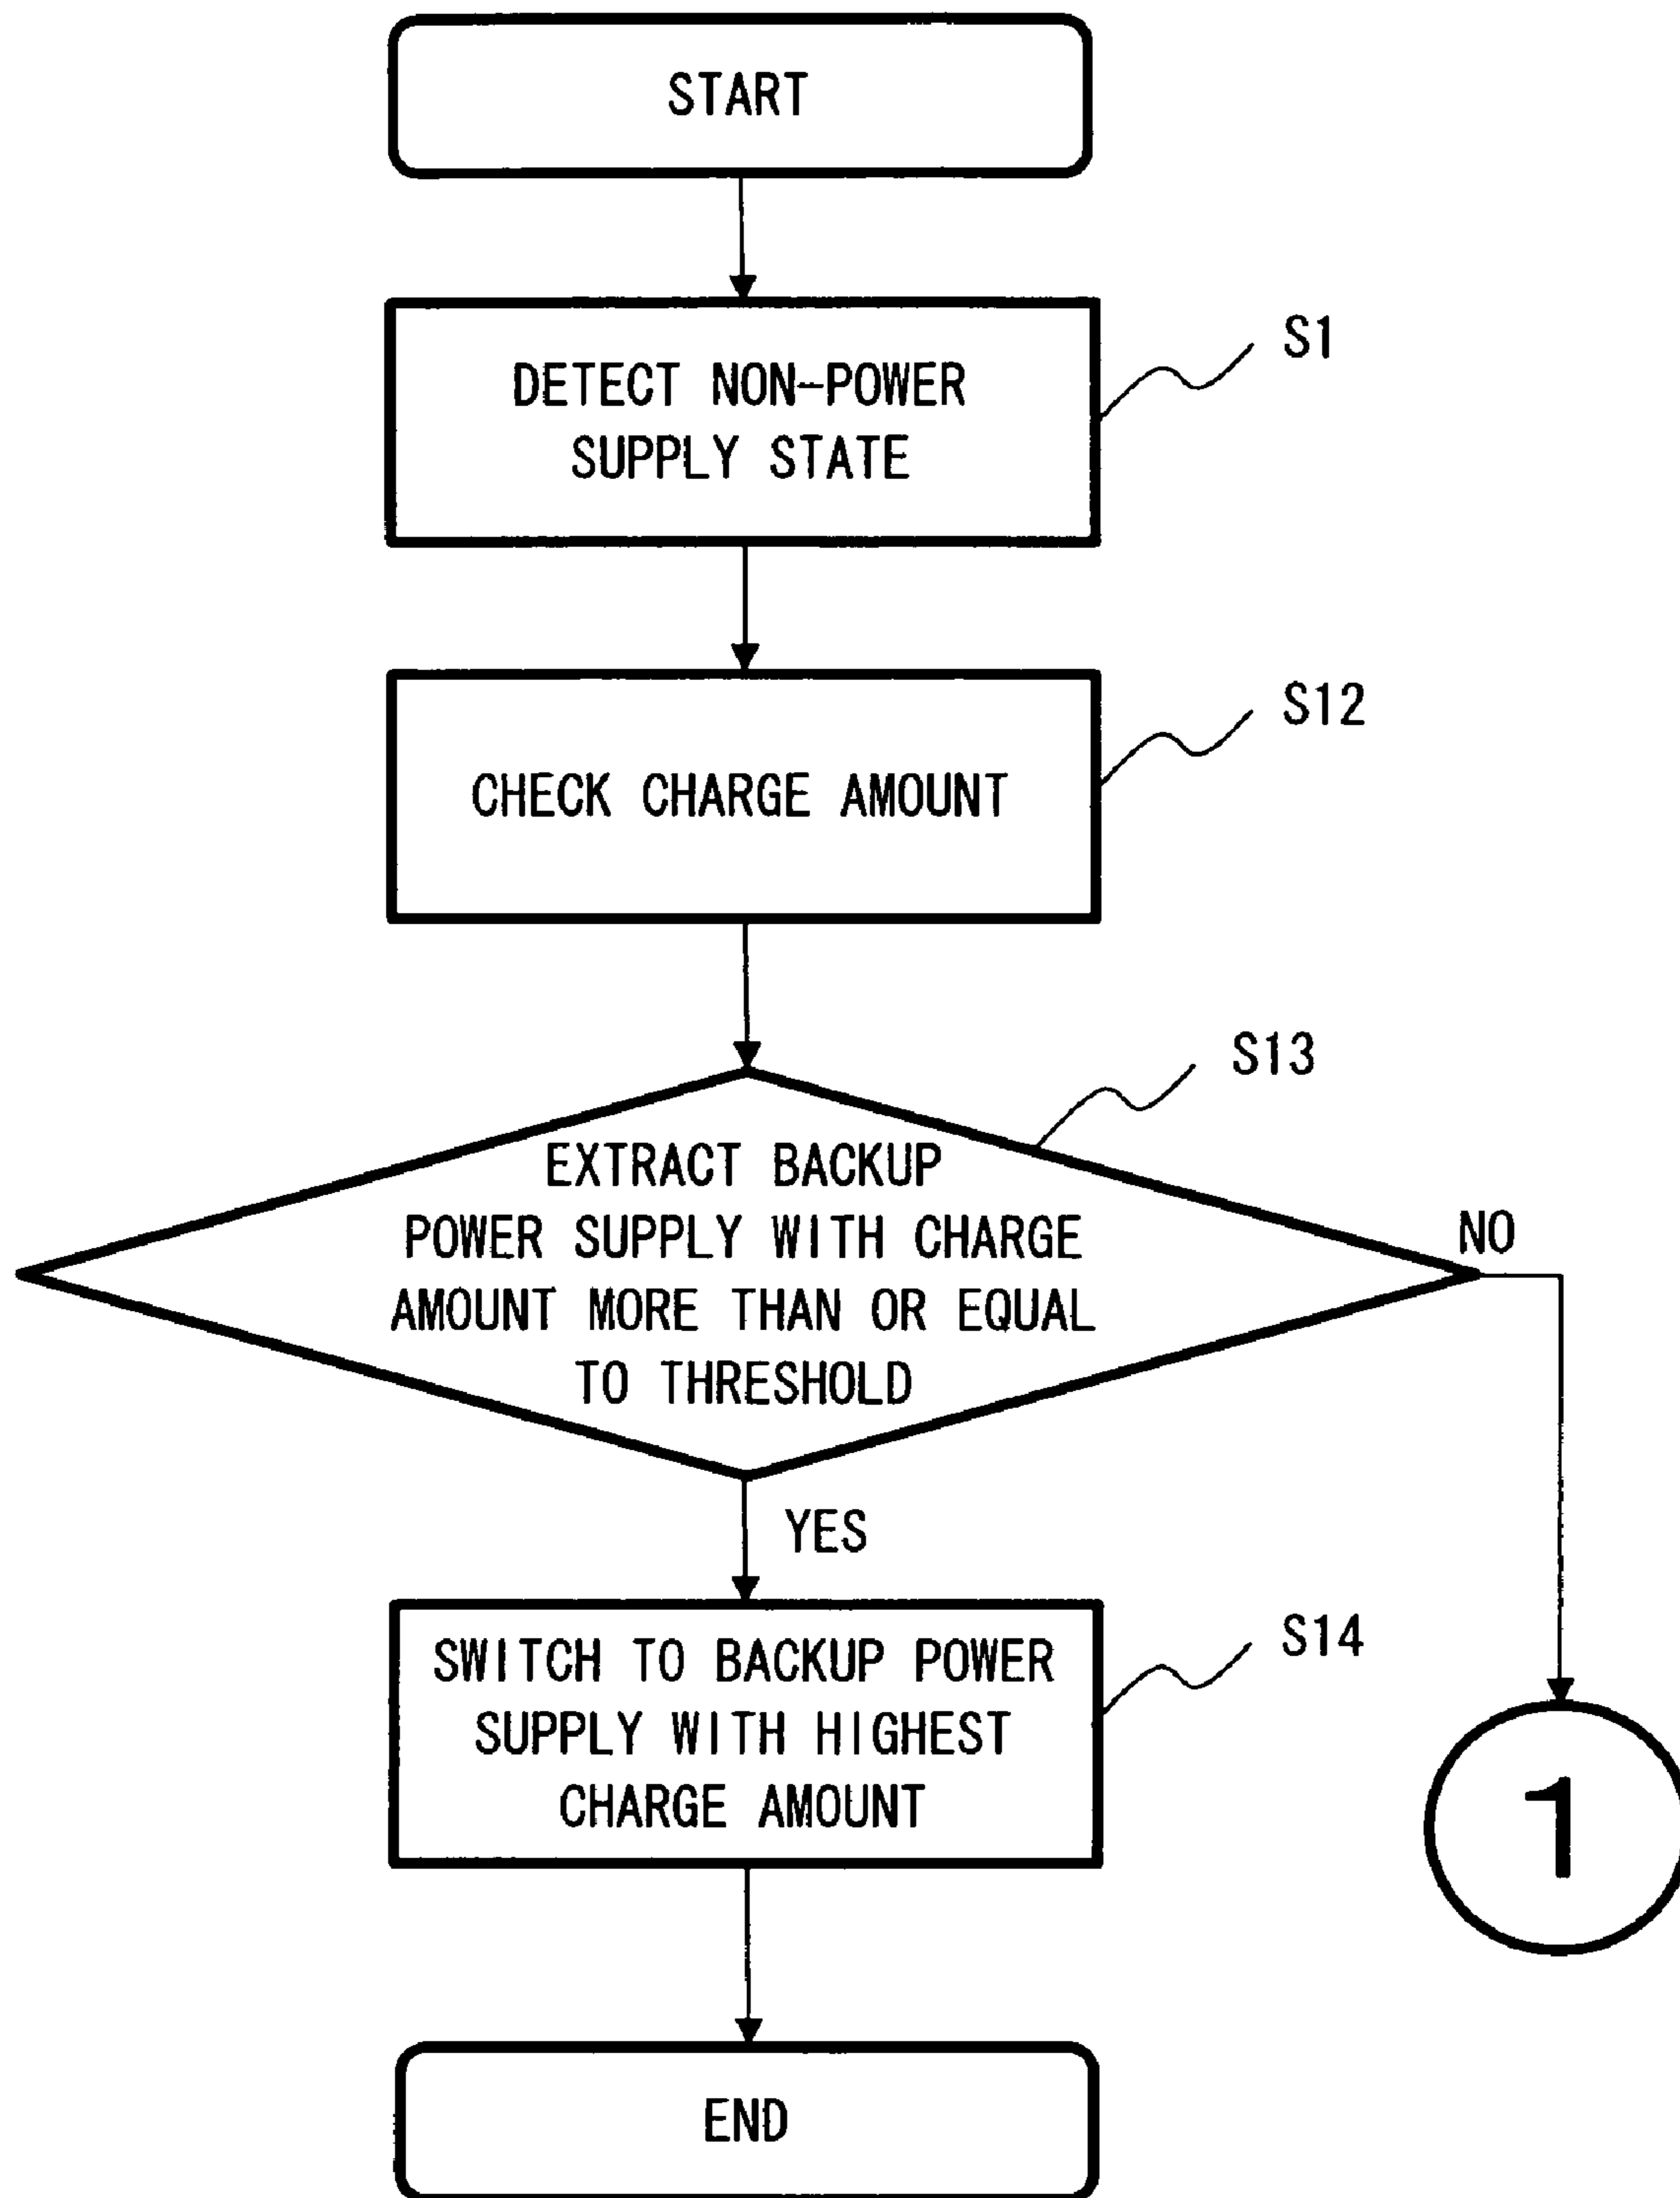 START
S1
DETECT NON-POWER
SUPPLY STATE
S12
CHECK CHARGE AMOUNT
S13
EXTRACT BACKUP
POWER SUPPLY WITH CHARGE
AMOUNT MORE THAN OR EQUAL
TO THRESHOLD
NO
YES
S14
SWITCH TO BACKUP POWER
SUPPLY WITH HIGHEST
CHARGE AMOUNT
1
END